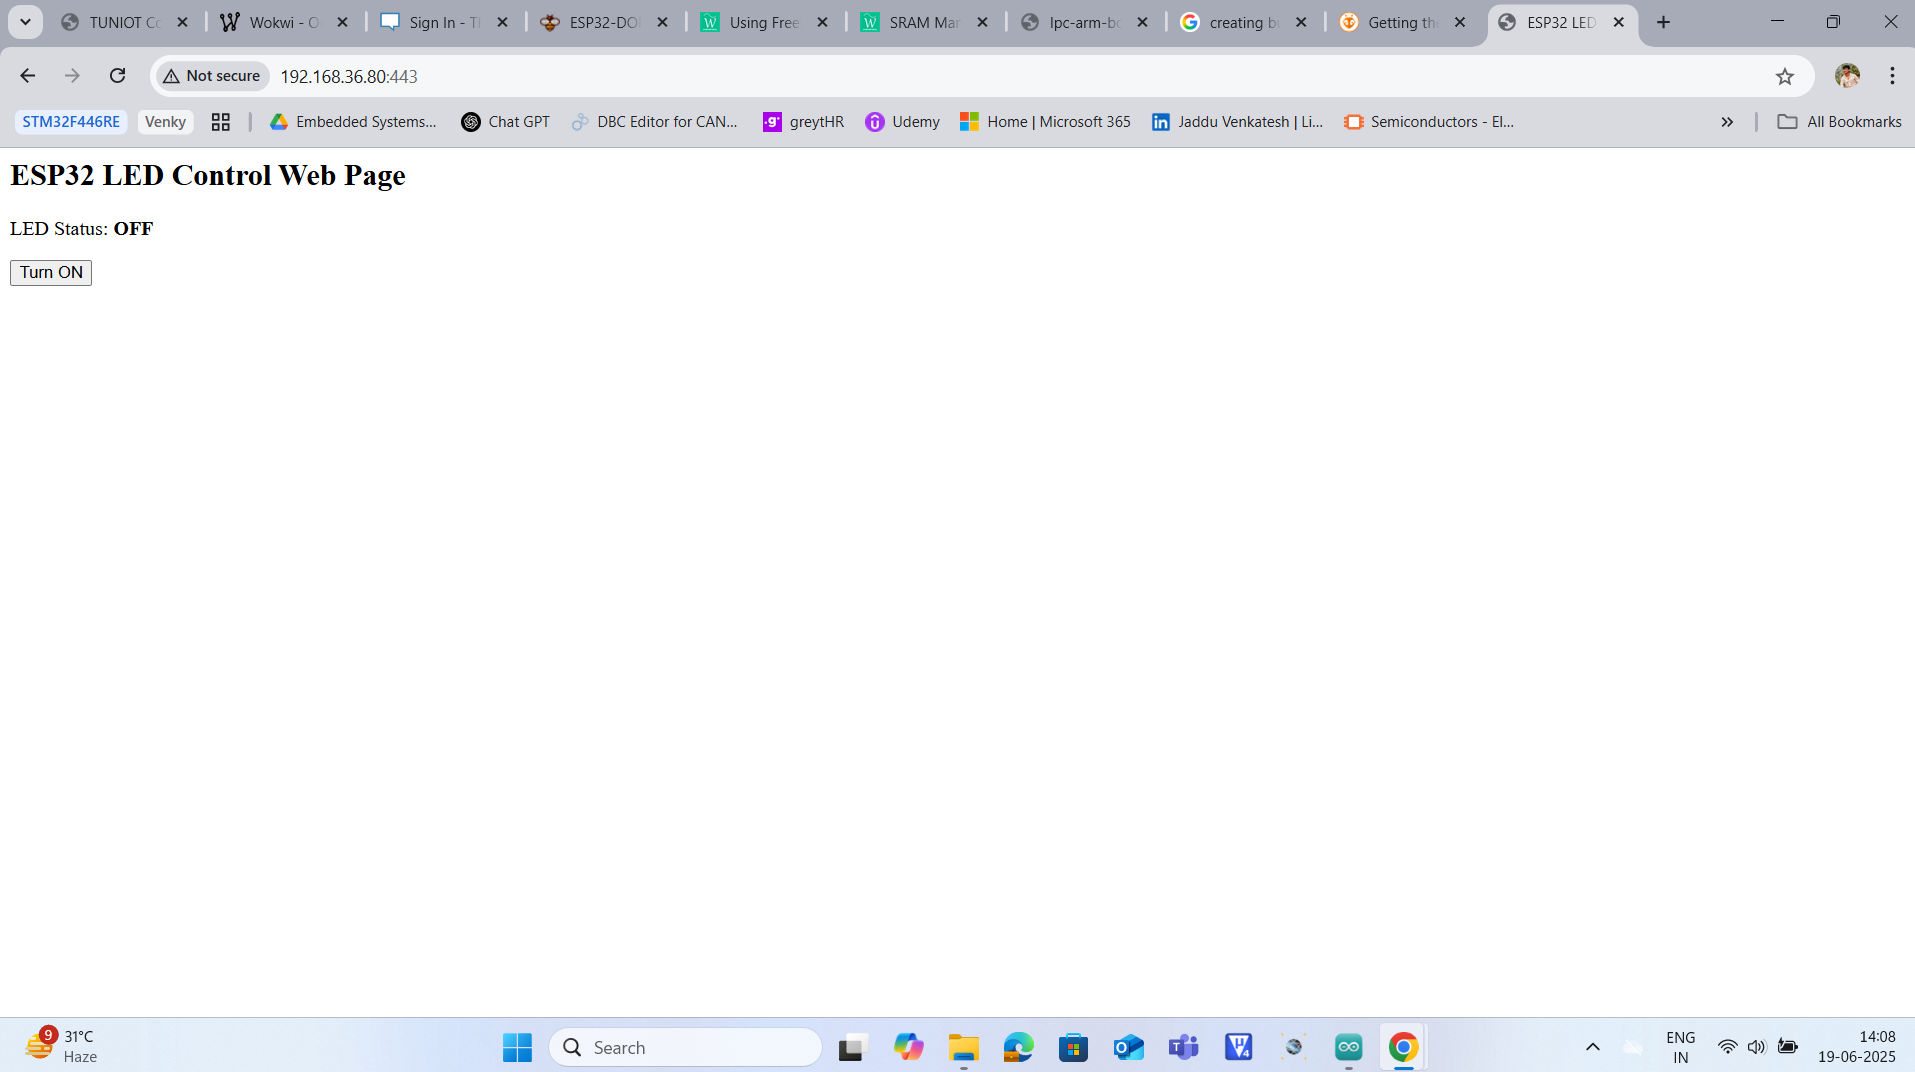 TUNIOT Co
Wokwi - O
Sign In - T
ESP32-DO
Using Free
SRAM Mar
lpc-arm-bo
creating b
Getting the
ESP32 LED
Not secure
192.168.36.80:443
STM32F446RE
Venky
Embedded Systems...
Chat GPT
DBC Editor for CAN...
.g'
greytHR
Udemy
Home | Microsoft 365
Jaddu Venkatesh | Li...
Semiconductors - El...
All Bookmarks
ESP32 LED Control Web Page
LED Status: OFF
Turn ON
9
31°C
Haze
Search
ENG
IN
14:08
19-06-2025